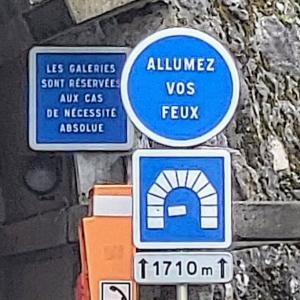 LES GALERIES
SONT RÉSERVÉES
AUX CAS
DE NÉCESSITÉ
ABSOLUE
ALLUMEZ
VOS
FEUX
↑1710m↑